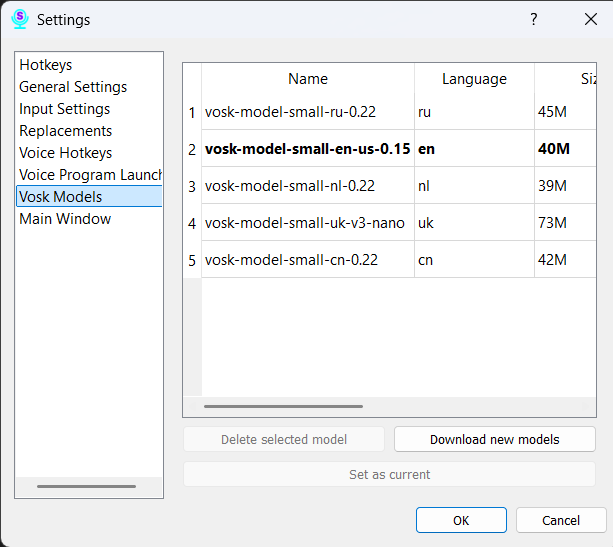 Settings
?
Hotkeys
General Settings
Input Settings
Replacements
Voice Hotkeys
Voice Program Launch
Vosk Models
Main Window
Name Language Siz
1 vosk-model-small-ru-0.22 ru 45M
2 vosk-model-small-en-us-0.15 en 40M
3 vosk-model-small-nl-0.22 nl 39M
4 vosk-model-small-uk-v3-nano uk 73M
5 vosk-model-small-cn-0.22 cn 42M
Delete selected model Download new models
Set as current
OK Cancel